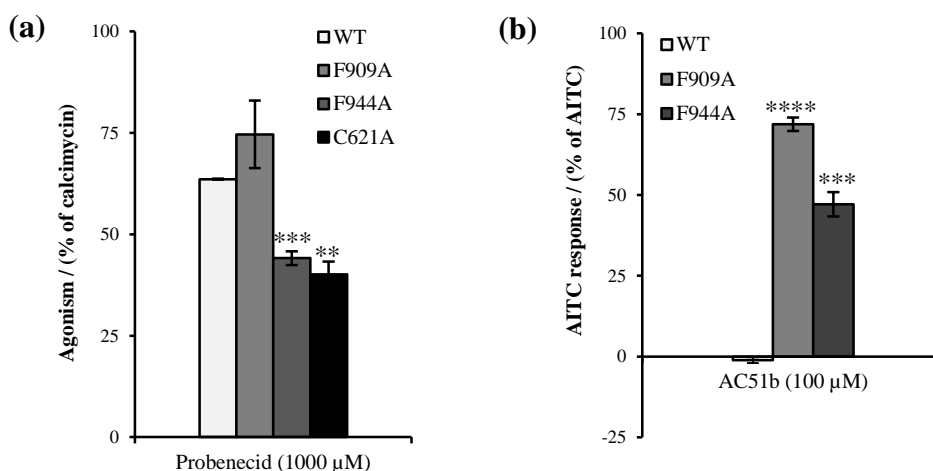 (a)
Agonism / (% of calcimycin)
100
75
50
25
0
WT
F909A
F944A
C621A
***
**
Probenecid (1000 µM)
(b)
AITC response / (% of AITC)
100
75
50
25
0
-25
WT
F909A
F944A
****
***
AC51b (100 µM)